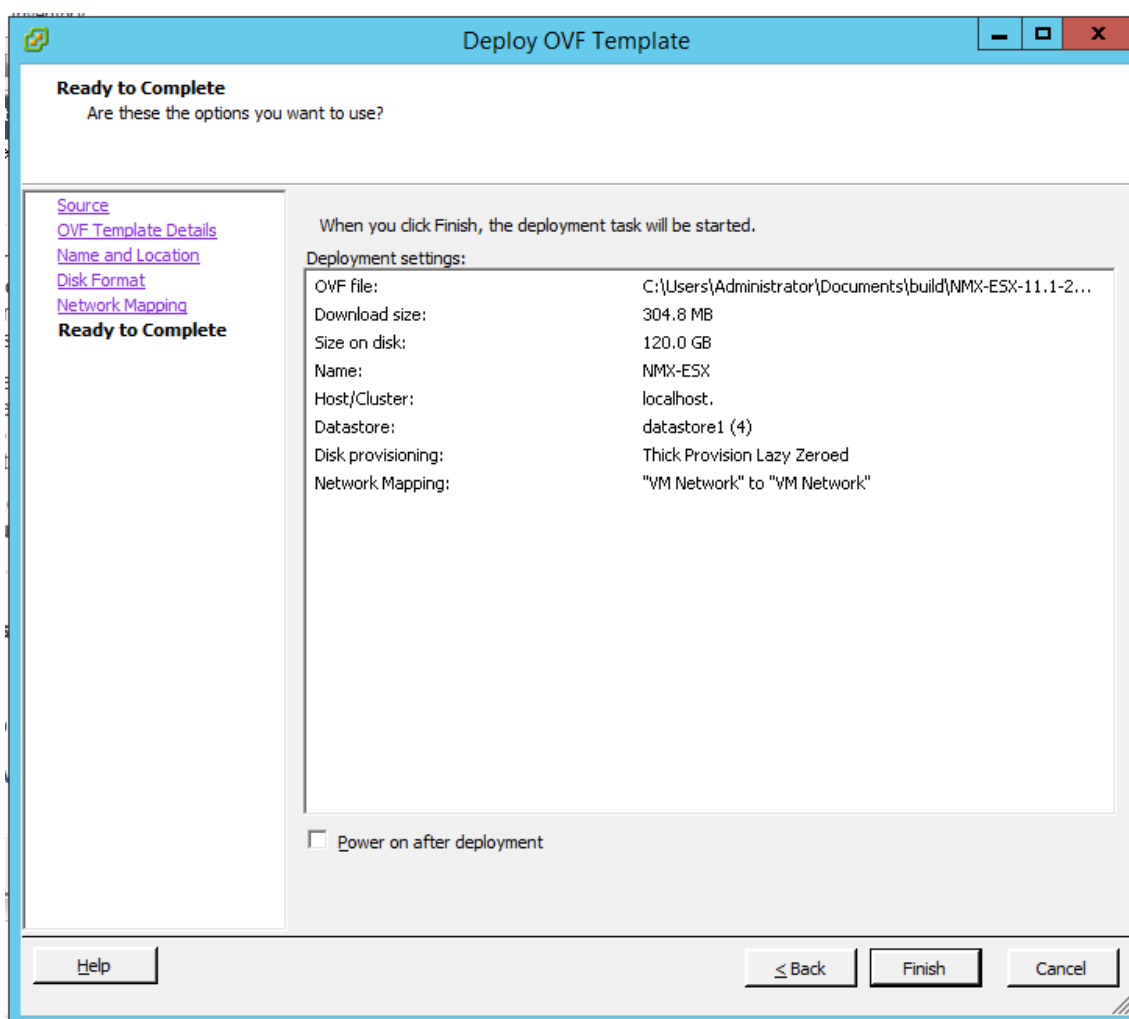 Inventory
Deploy OVF Template
Ready to Complete
Are these the options you want to use?
Source
OVF Template Details
Name and Location
Disk Format
Network Mapping
Ready to Complete
When you click Finish, the deployment task will be started.
Deployment settings:
OVF file: C:\Users\Administrator\Documents\build\NMX-ESX-11.1-2...
Download size: 304.8 MB
Size on disk: 120.0 GB
Name: NMX-ESX
Host/Cluster: localhost.
Datastore: datastore1 (4)
Disk provisioning: Thick Provision Lazy Zeroed
Network Mapping: "VM Network" to "VM Network"
Power on after deployment
Help
< Back
Finish
Cancel